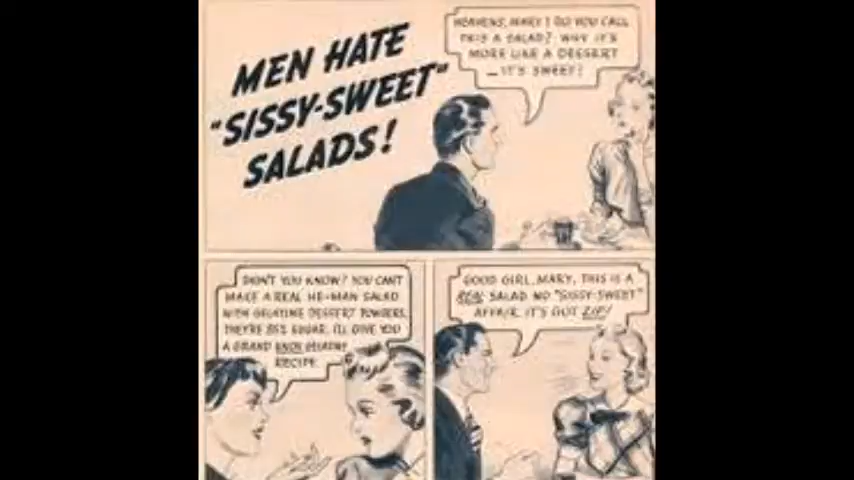 MEN HATE
"SISSY-SWEET"
SALADS!
HEAVENS, MARY! DO YOU CALL
THIS A SALAD? WHY IT'S
MORE LIKE A DESSERT
—IT'S SWEET!
DIDN'T YOU KNOW? YOU CAN'T
MAKE A REAL HE-MAN SALAD
WITH GELATINE DESSERT POWDERS.
THEY'RE 85% SUGAR. I'LL GIVE YOU
A GRAND KNOX GELATINE
RECIPE
GOOD GIRL, MARY, THIS IS A
REAL SALAD NO "SISSY-SWEET"
AFFAIR. IT'S GOT ZIP!